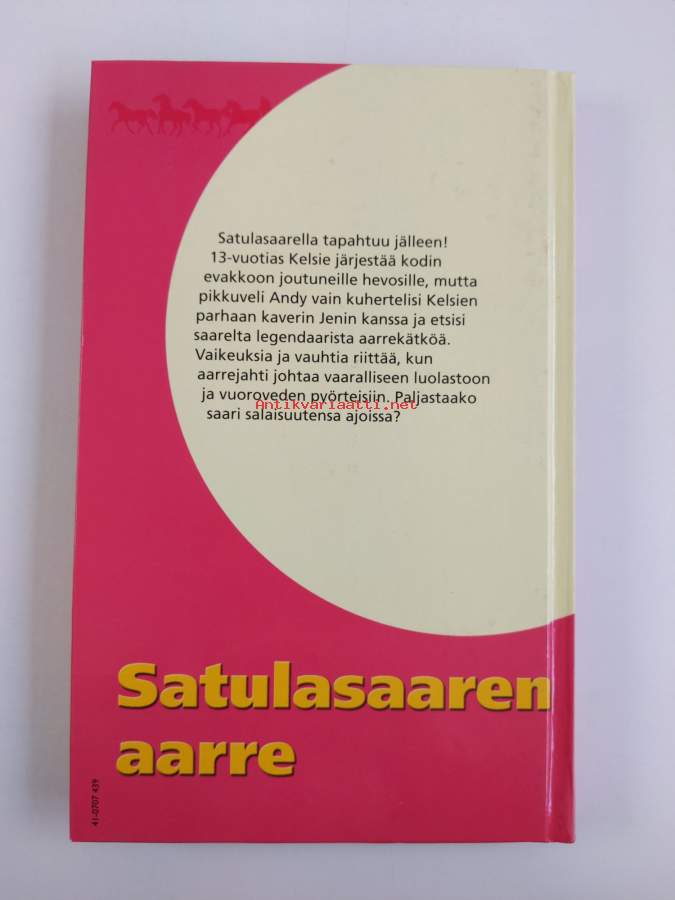 Satulasaarella tapahtuu jälleen!
13-vuotias Kelsie järjestää kodin
evakkoon joutuneille hevosille, mutta
pikkuveli Andy vain kuhertelisi Kelsien
parhaan kaverin Jenin kanssa ja etsisi
saarelta legendaarista aarrekätköä.
Vaikeuksia ja vauhtia riittää, kun
aarrejahti johtaa vaaralliseen luolastoon
ja vuoroveden pyörteisiin. Paljastaako
Antikvariaatti.net
saari salaisuutensa ajoissa?
Satulasaaren
aarre
41-0707 439